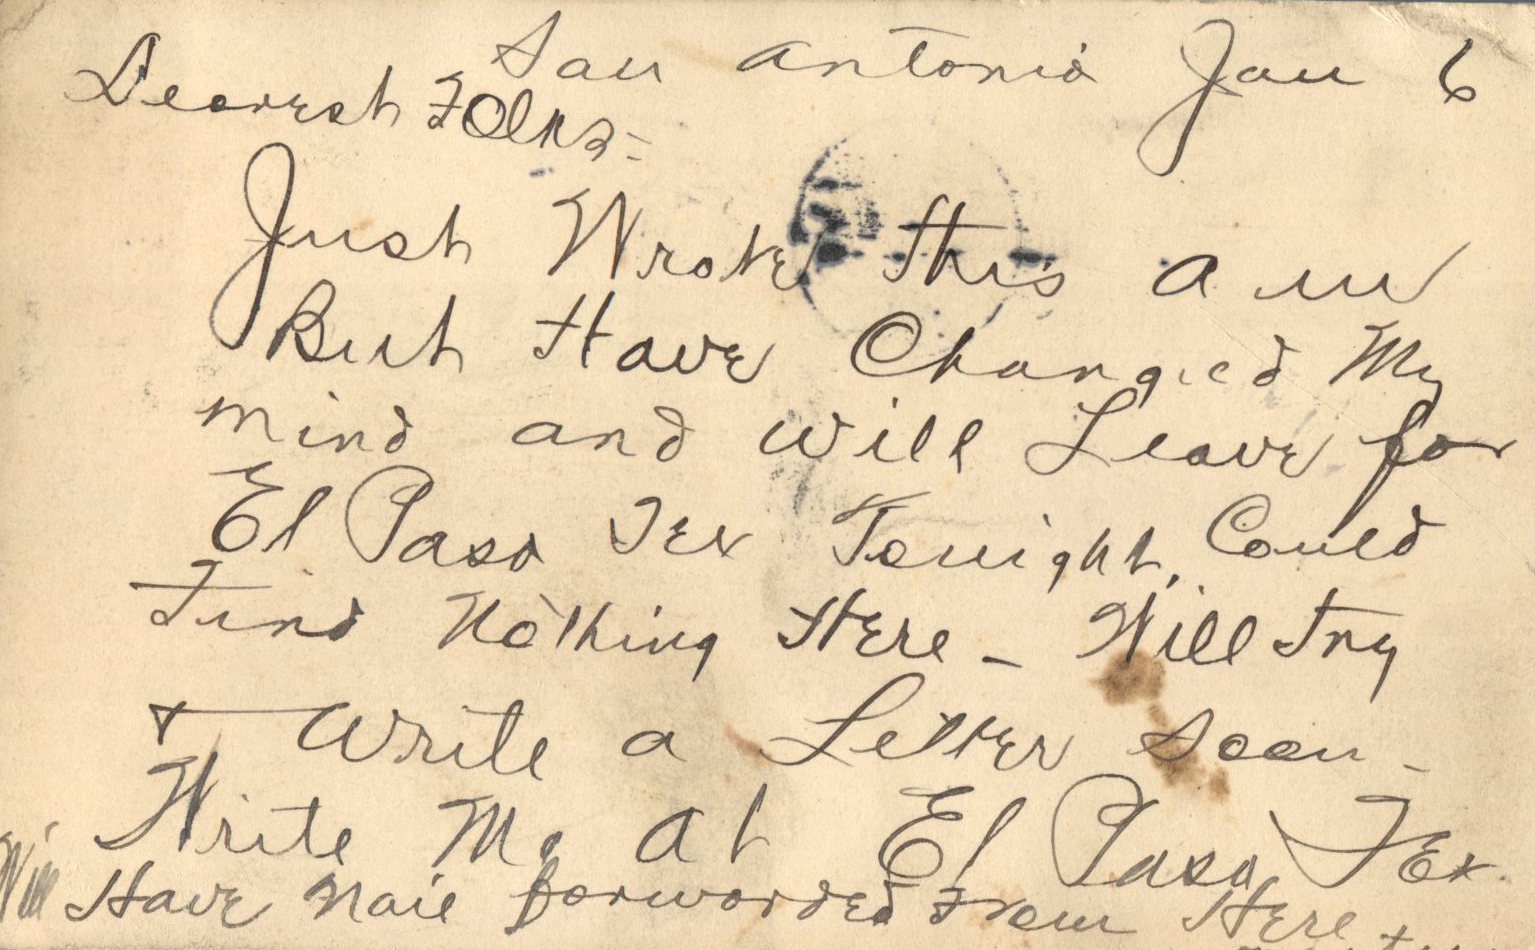 San Antonio Jan 6
Dearest Folks:-
Just Wrote this a m
But Have Changed My
mind and will Leave for
El Paso Tex Tonight, Could
Find Nothing Here - Will Try
+ Write a Letter soon -
Write Me At El Paso, Tex.
Will Have Mail forwarded From Here +